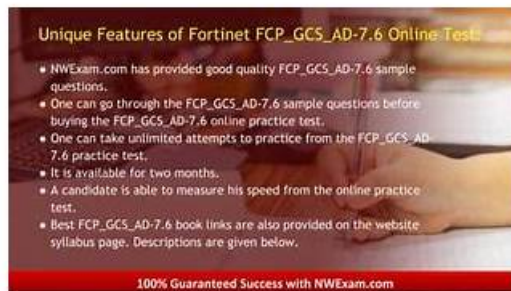 Unique Features of Fortinet FCP_GCS_AD-7.6 Online Test:
• NWExam.com has provided good quality FCP_GCS_AD-7.6 sample
questions.
• One can go through the FCP_GCS_AD-7.6 sample questions before
buying the FCP_GCS_AD-7.6 online practice test.
• One can take unlimited attempts to practice from the FCP_GCS_AD-
7.6 practice test.
• It is available for two months.
• A candidate is able to measure his speed from the online practice
test.
• Best FCP_GCS_AD-7.6 book links are also provided on the website
syllabus page. Descriptions are given below.
100% Guaranteed Success with NWExam.com